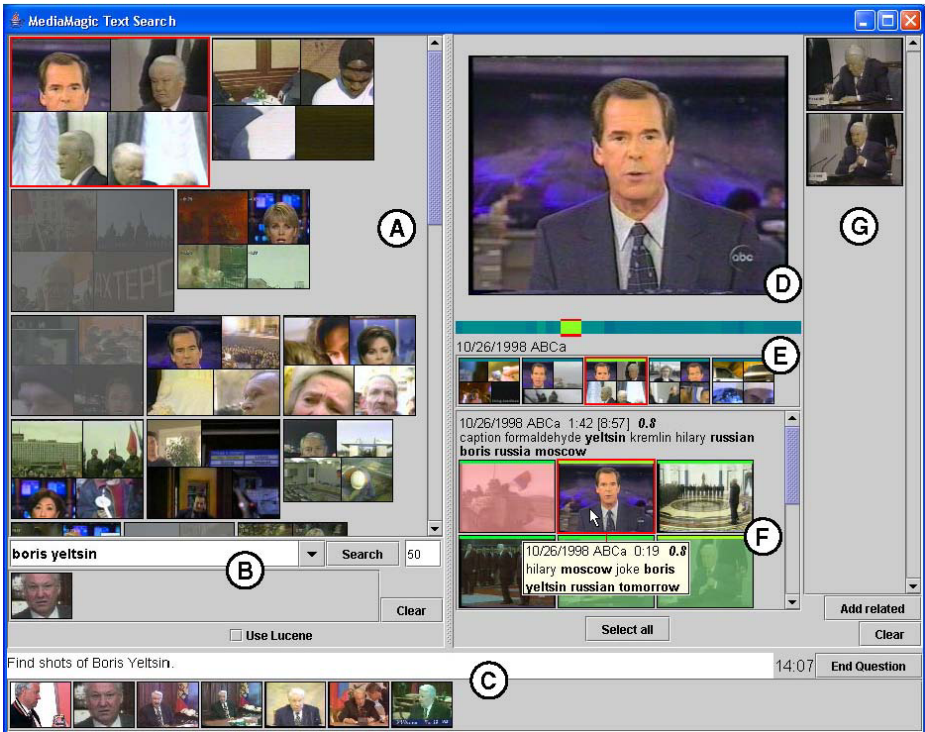 MediaMagic Text Search
A
D
abc
G
10/26/1998 ABCa
E
10/26/1998 ABCa 1:42 [8:57] 0.8
caption formaldehyde yeltsin kremlin hilary russian
boris russia moscow
F
10/26/1998 ABCa 0:19 0.8
hilary moscow joke boris
yeltsin russian tomorrow
boris yeltsin
Search
50
B
Clear
Use Lucene
Select all
Add related
Clear
Find shots of Boris Yeltsin.
C
14:07
End Question